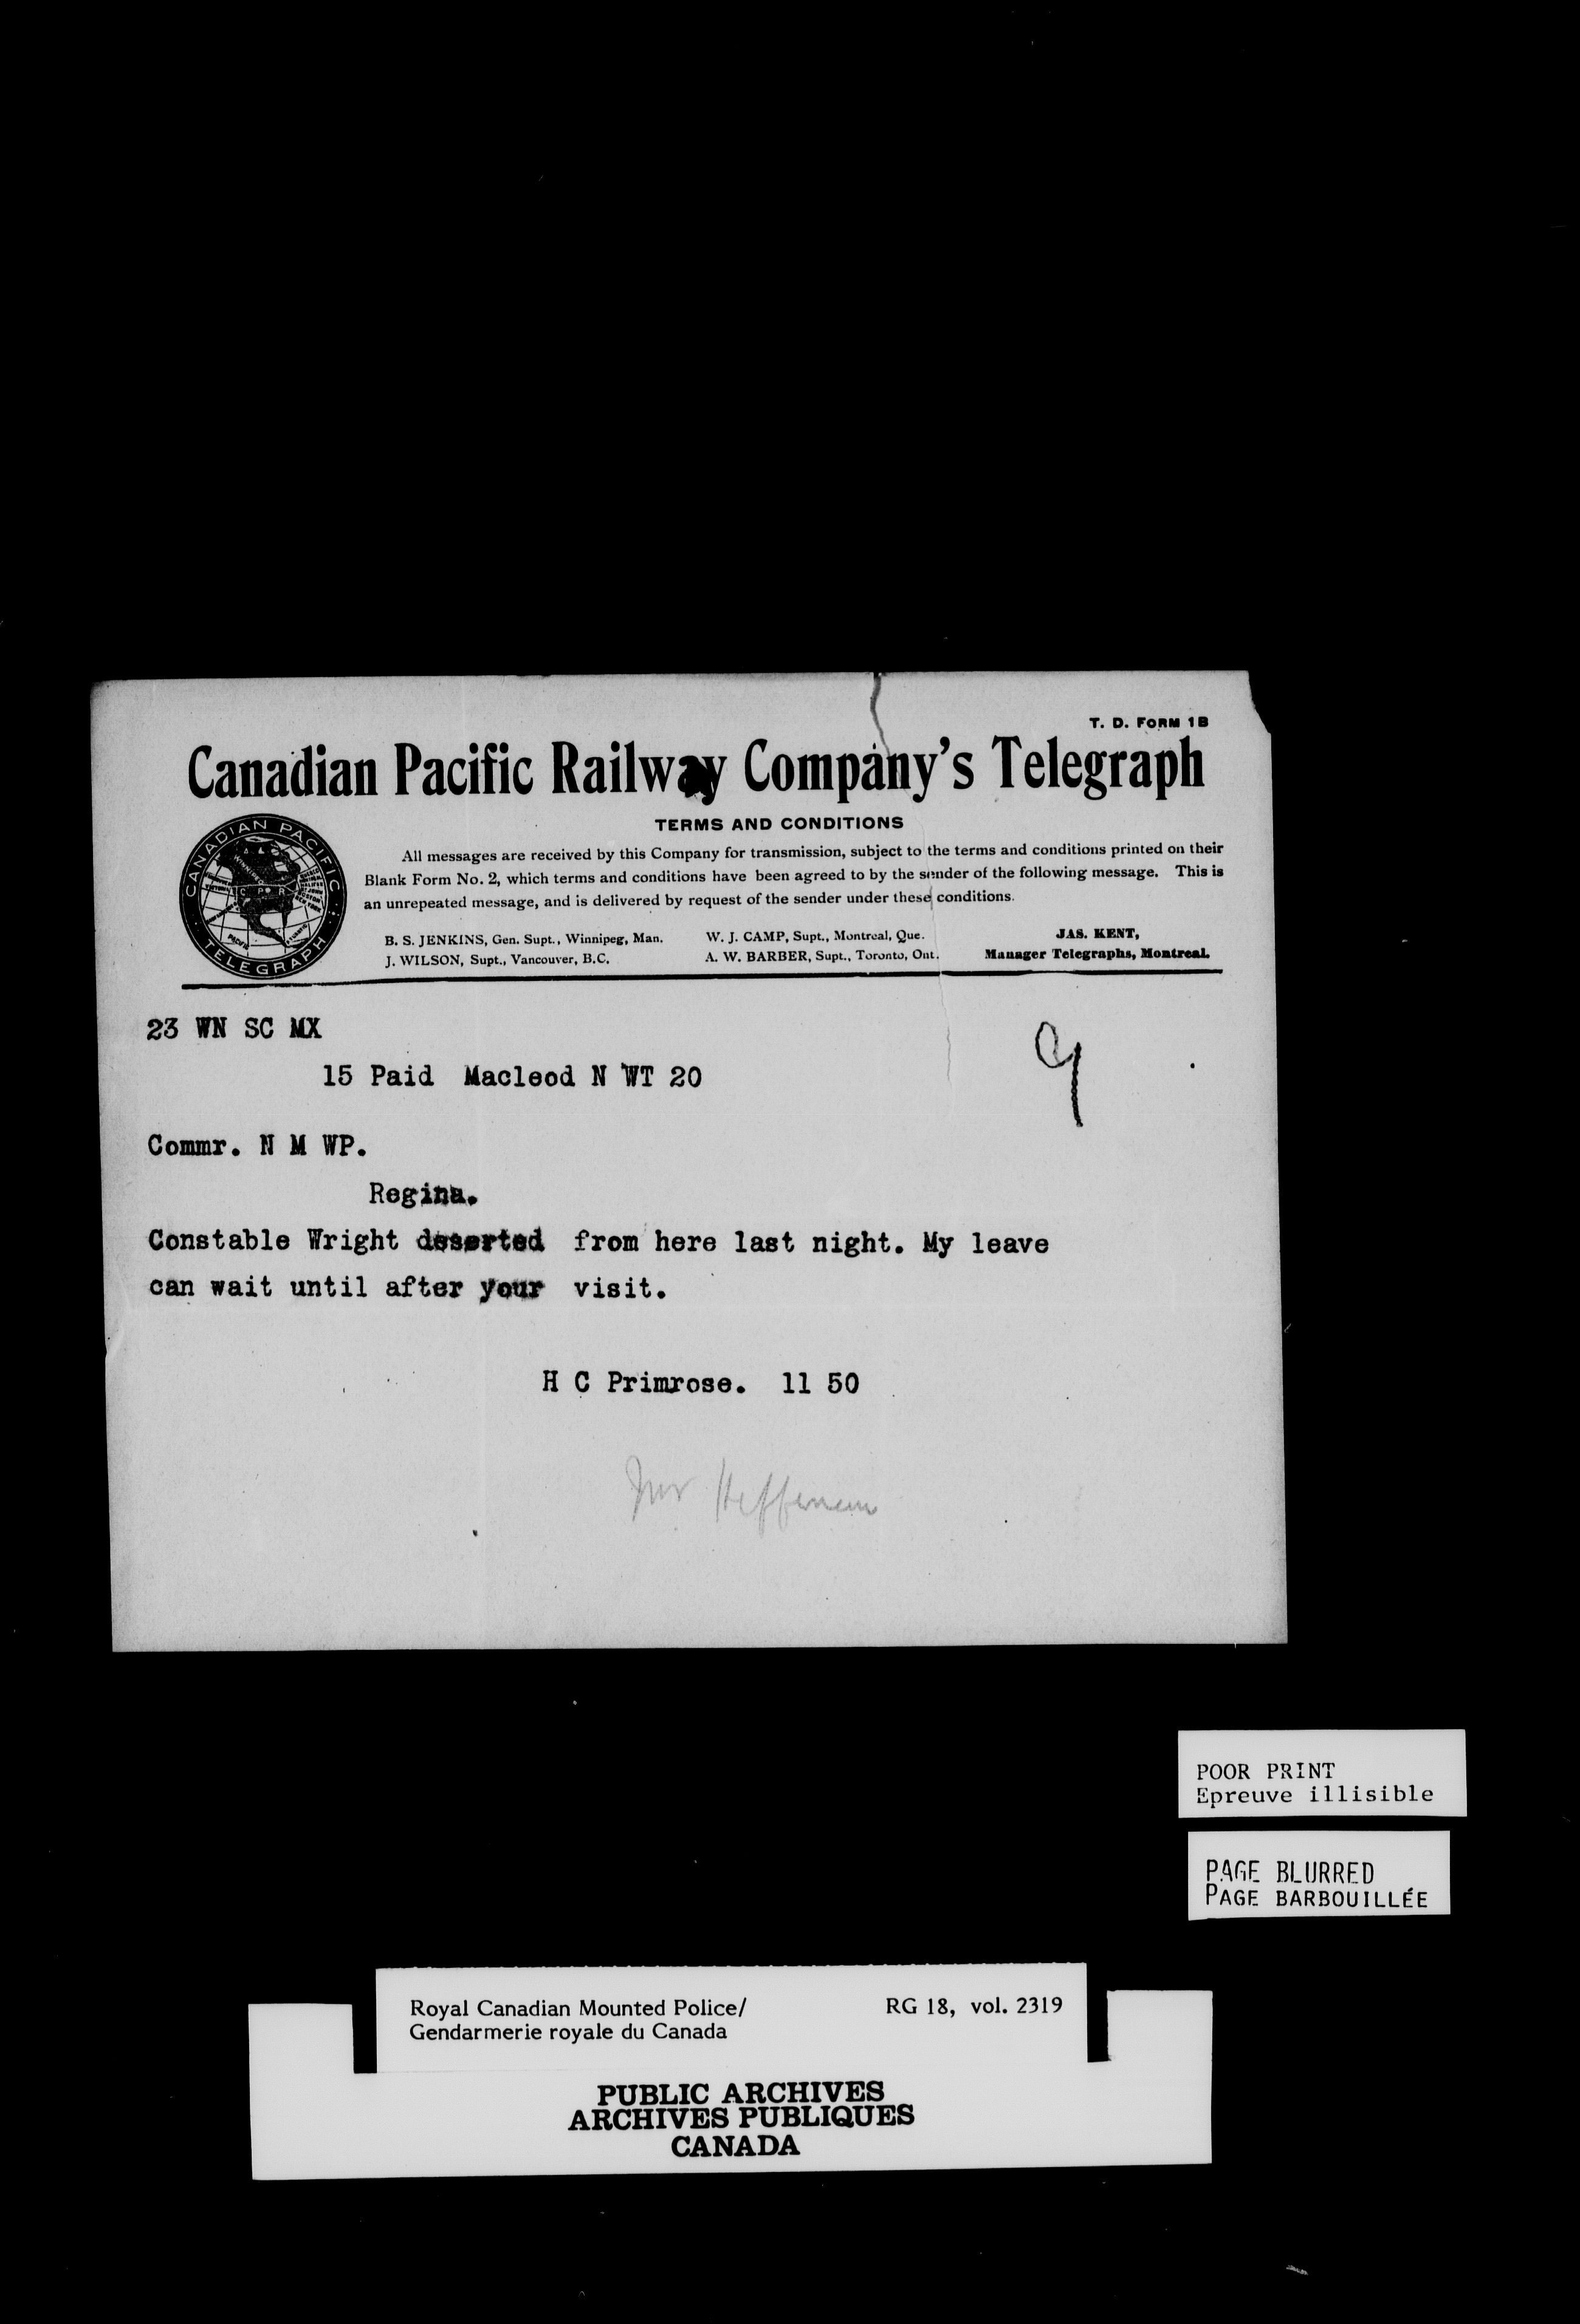 T. D. FORM 1B
Canadian Pacific Railway Company's Telegraph
CANADIAN PACIFIC
TELEGRAPH
TERMS AND CONDITIONS
All messages are received by this Company for transmission, subject to the terms and conditions printed on their
Blank Form No. 2, which terms and conditions have been agreed to by the sender of the following message. This is
an unrepeated message, and is delivered by request of the sender under these conditions.
B. S. JENKINS, Gen. Supt., Winnipeg, Man.
J. WILSON, Supt., Vancouver, B.C.
W. J. CAMP, Supt., Montreal, Que.
A. W. BARBER, Supt., Toronto, Ont.
JAS. KENT,
Manager Telegraphs, Montreal.
23 WN SC MX
15 Paid Macleod N WT 20
Commr. N M WP.
Regina.
Constable Wright deserted from here last night. My leave
can wait until after your visit.
H C Primrose. 11 50
Mr Heffernan
POOR PRINT
Epreuve illisible
PAGE BLURRED
PAGE BARBOUILLÉE
Royal Canadian Mounted Police/
Gendarmerie royale du Canada
RG 18, vol. 2319
PUBLIC ARCHIVES
ARCHIVES PUBLIQUES
CANADA